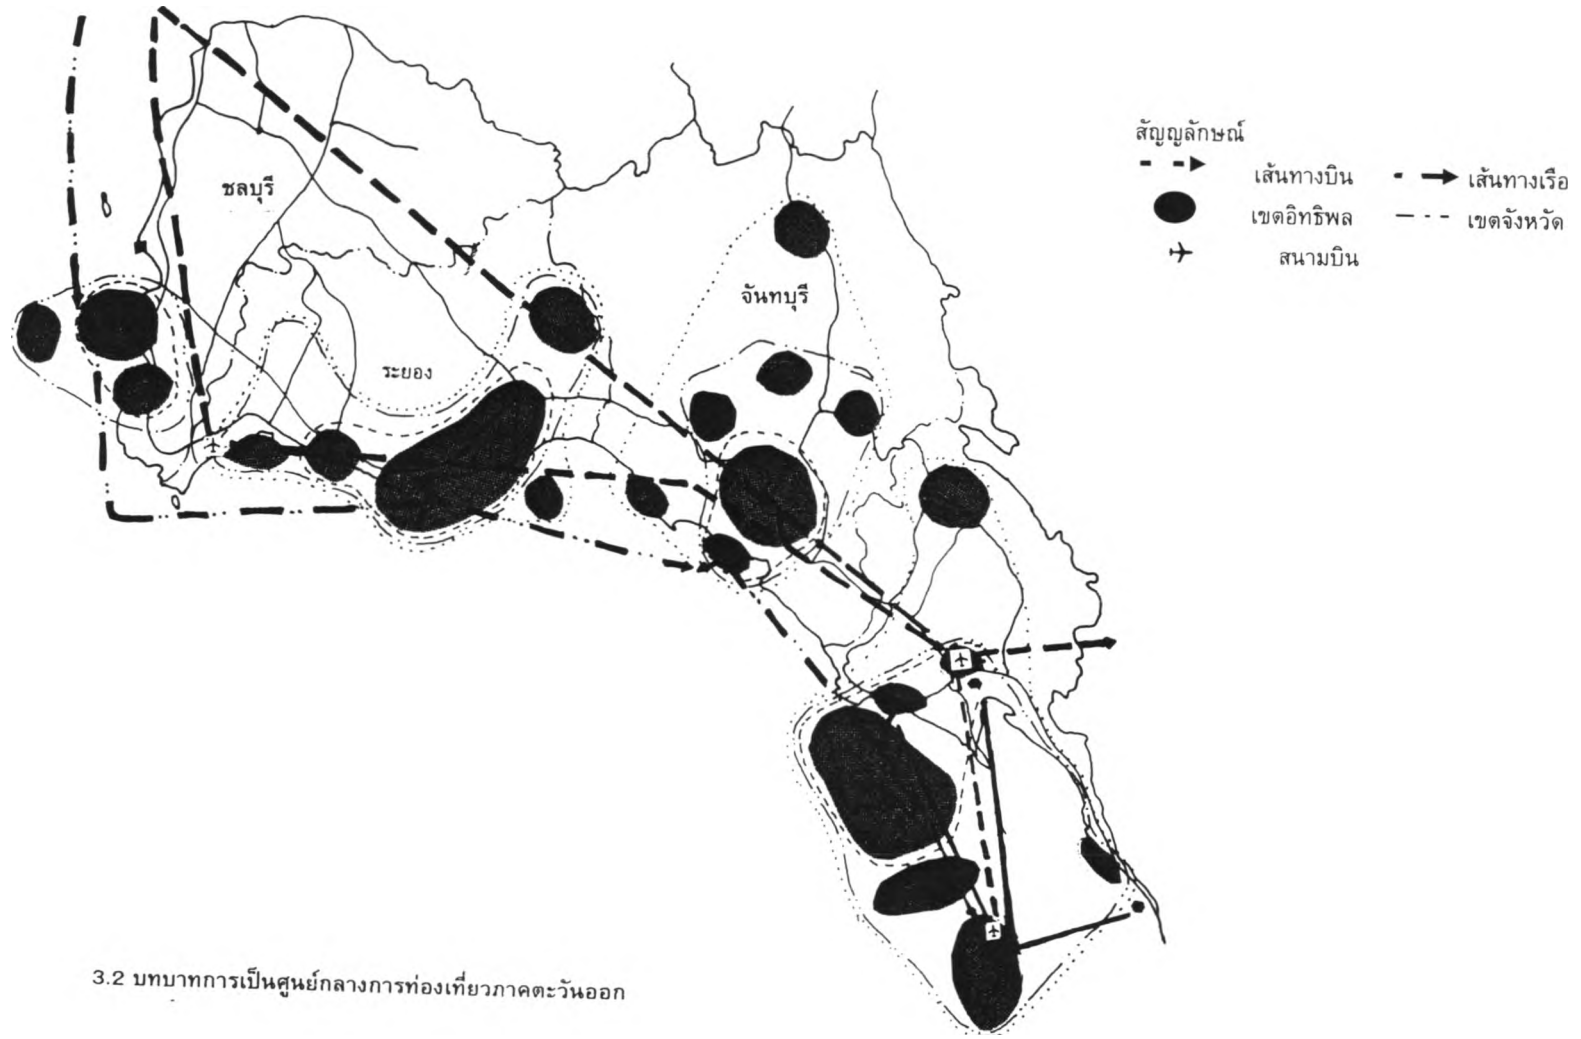 สัญญลักษณ์
เส้นทางบิน
เส้นทางเรือ
เขตอิทธิพล
เขตจังหวัด
สนามบิน
ชลบุรี
จันทบุรี
ระยอง
3.2 บทบาทการเป็นศูนย์กลางการท่องเที่ยวภาคตะวันออก